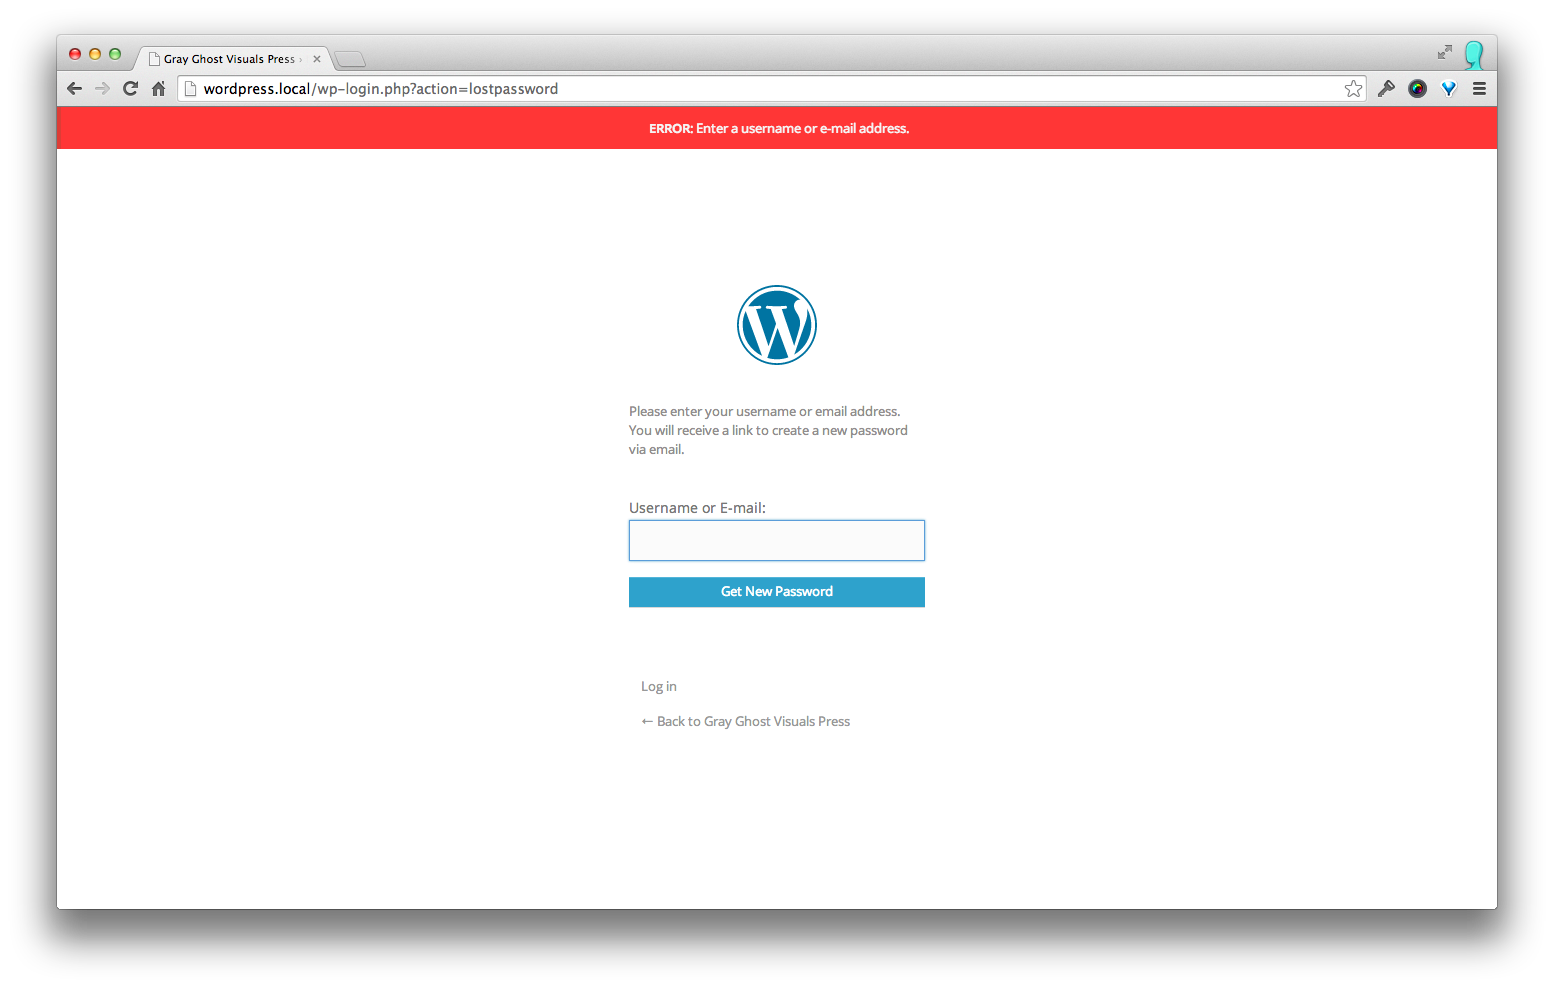 Gray Ghost Visuals Press ›
wordpress.local/wp-login.php?action=lostpassword
ERROR: Enter a username or e-mail address.
W
Please enter your username or email address.
You will receive a link to create a new password
via email.
Username or E-mail:
Get New Password
Log in
← Back to Gray Ghost Visuals Press